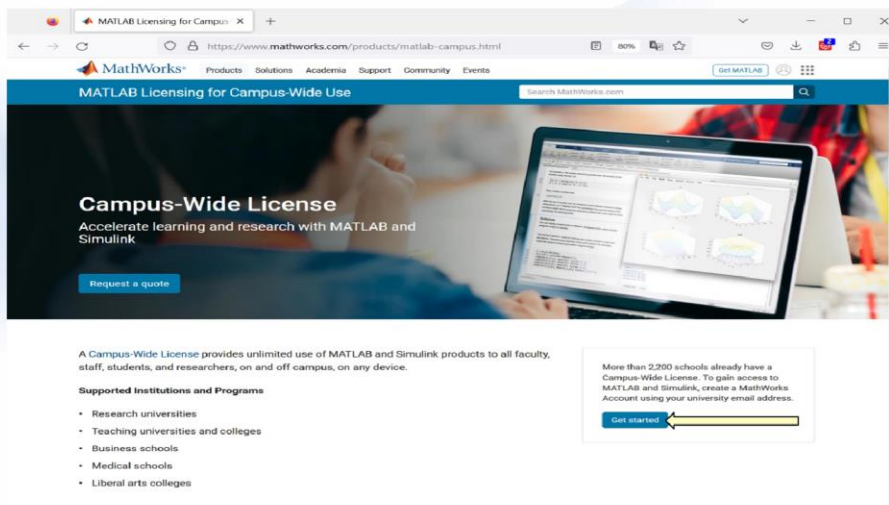 MATLAB Licensing for Campus
https://www.mathworks.com/products/matlab-campus.html
80%
2
MathWorks®
Products Solutions Academia Support Community Events
Get MATLAB
MATLAB Licensing for Campus-Wide Use
Search MathWorks.com
Campus-Wide License
Accelerate learning and research with MATLAB and
Simulink
Request a quote
A Campus-Wide License provides unlimited use of MATLAB and Simulink products to all faculty,
staff, students, and researchers, on and off campus, on any device.
Supported Institutions and Programs
• Research universities
• Teaching universities and colleges
• Business schools
• Medical schools
• Liberal arts colleges
More than 2,200 schools already have a
Campus-Wide License. To gain access to
MATLAB and Simulink, create a MathWorks
Account using your university email address.
Get started